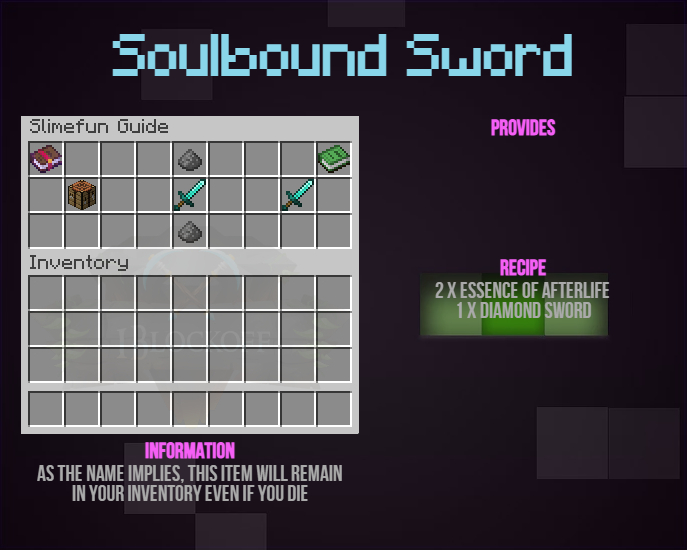 Soulbound Sword
Slimefun Guide
PROVIDES
Inventory
RECIPE
2 X ESSENCE OF AFTERLIFE
1 X DIAMOND SWORD
INFORMATION
AS THE NAME IMPLIES, THIS ITEM WILL REMAIN
IN YOUR INVENTORY EVEN IF YOU DIE